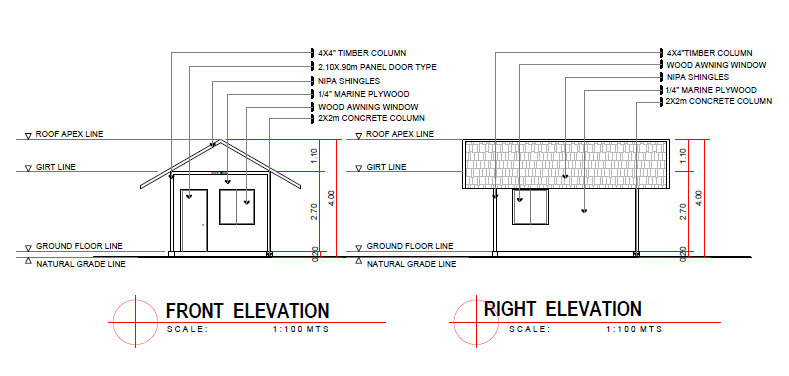 4X4" TIMBER COLUMN
2.10X.90m PANEL DOOR TYPE
NIPA SHINGLES
1/4" MARINE PLYWOOD
WOOD AWNING WINDOW
2X2m CONCRETE COLUMN
ROOF APEX LINE
GIRT LINE
GROUND FLOOR LINE
NATURAL GRADE LINE
1.10
2.70
0.20
4.00
FRONT ELEVATION
SCALE: 1:100 MTS
4X4"TIMBER COLUMN
WOOD AWNING WINDOW
NIPA SHINGLES
1/4" MARINE PLYWOOD
2X2m CONCRETE COLUMN
ROOF APEX LINE
GIRT LINE
GROUND FLOOR LINE
NATURAL GRADE LINE
1.10
2.70
0.20
4.00
RIGHT ELEVATION
SCALE: 1:100 MTS